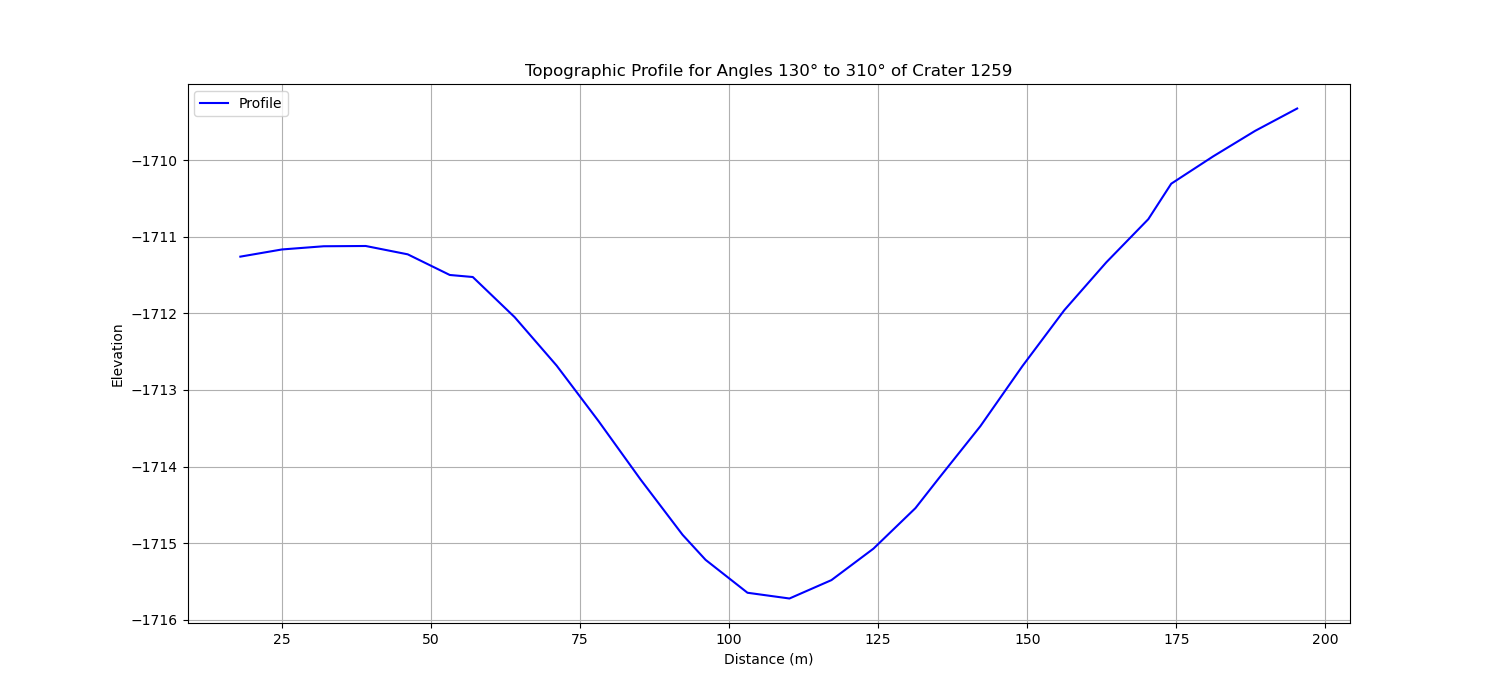 Topographic Profile for Angles 130° to 310° of Crater 1259
Profile
−1710
−1711
−1712
−1713
−1714
−1715
−1716
Elevation
25 50 75 100 125 150 175 200
Distance (m)